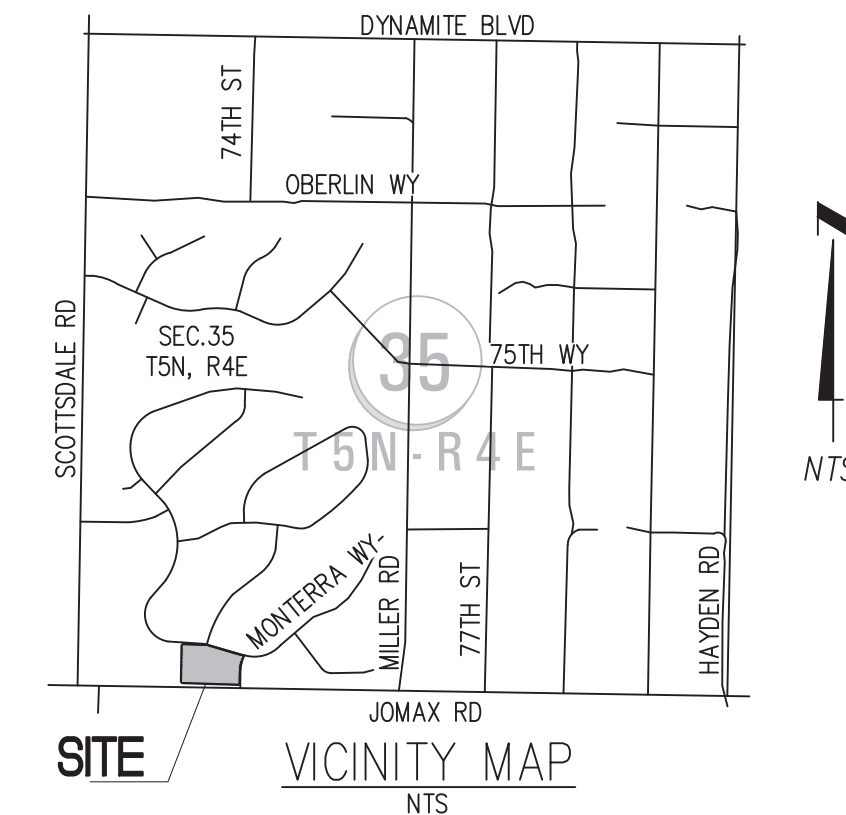 DYNAMITE BLVD
74TH ST
OBERLIN WY
SCOTTSDALE RD
SEC.35
T5N, R4E
35
T5N-R4E
75TH WY
NTS
MONTERRA WY
MILLER RD
77TH ST
HAYDEN RD
JOMAX RD
SITE
VICINITY MAP
NTS